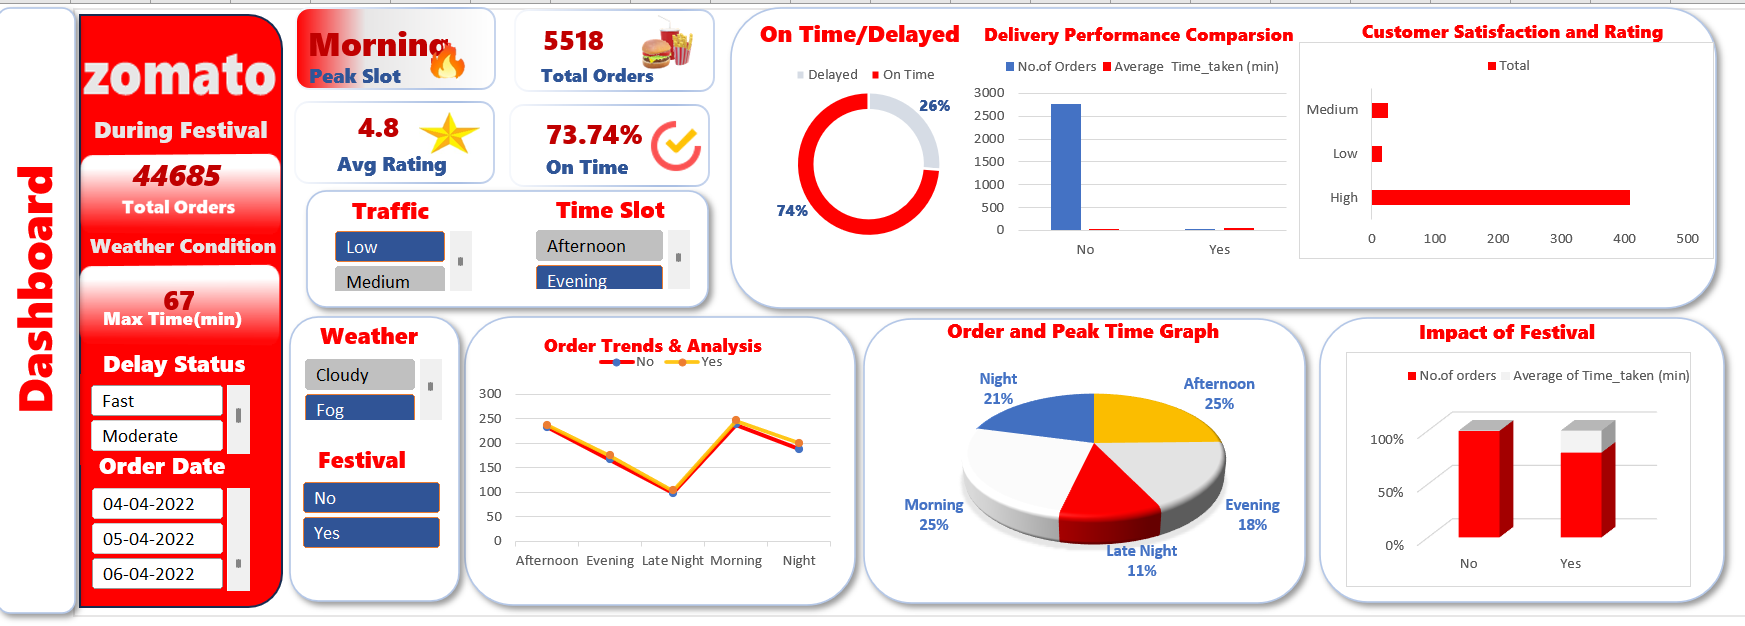 Dashboard
zomato
During Festival
44685
Total Orders
Weather Condition
67
Max Time(min)
Delay Status
Fast
Moderate
Order Date
04-04-2022
05-04-2022
06-04-2022
Morning
Peak Slot
5518
Total Orders
4.8
Avg Rating
73.74%
On Time
Traffic
Low
Medium
Time Slot
Afternoon
Evening
Weather
Cloudy
Fog
Festival
No
Yes
On Time/Delayed
Delayed On Time
26%
74%
Delivery Performance Comparsion
No.of Orders Average Time_taken (min)
3000
2500
2000
1500
1000
500
0
No Yes
Customer Satisfaction and Rating
Total
Medium
Low
High
0 100 200 300 400 500
Order Trends & Analysis
No Yes
300
250
200
150
100
50
0
Afternoon Evening Late Night Morning Night
Order and Peak Time Graph
Night
21%
Afternoon
25%
Morning
25%
Evening
18%
Late Night
11%
Impact of Festival
No.of orders Average of Time_taken (min)
100%
50%
0%
No Yes